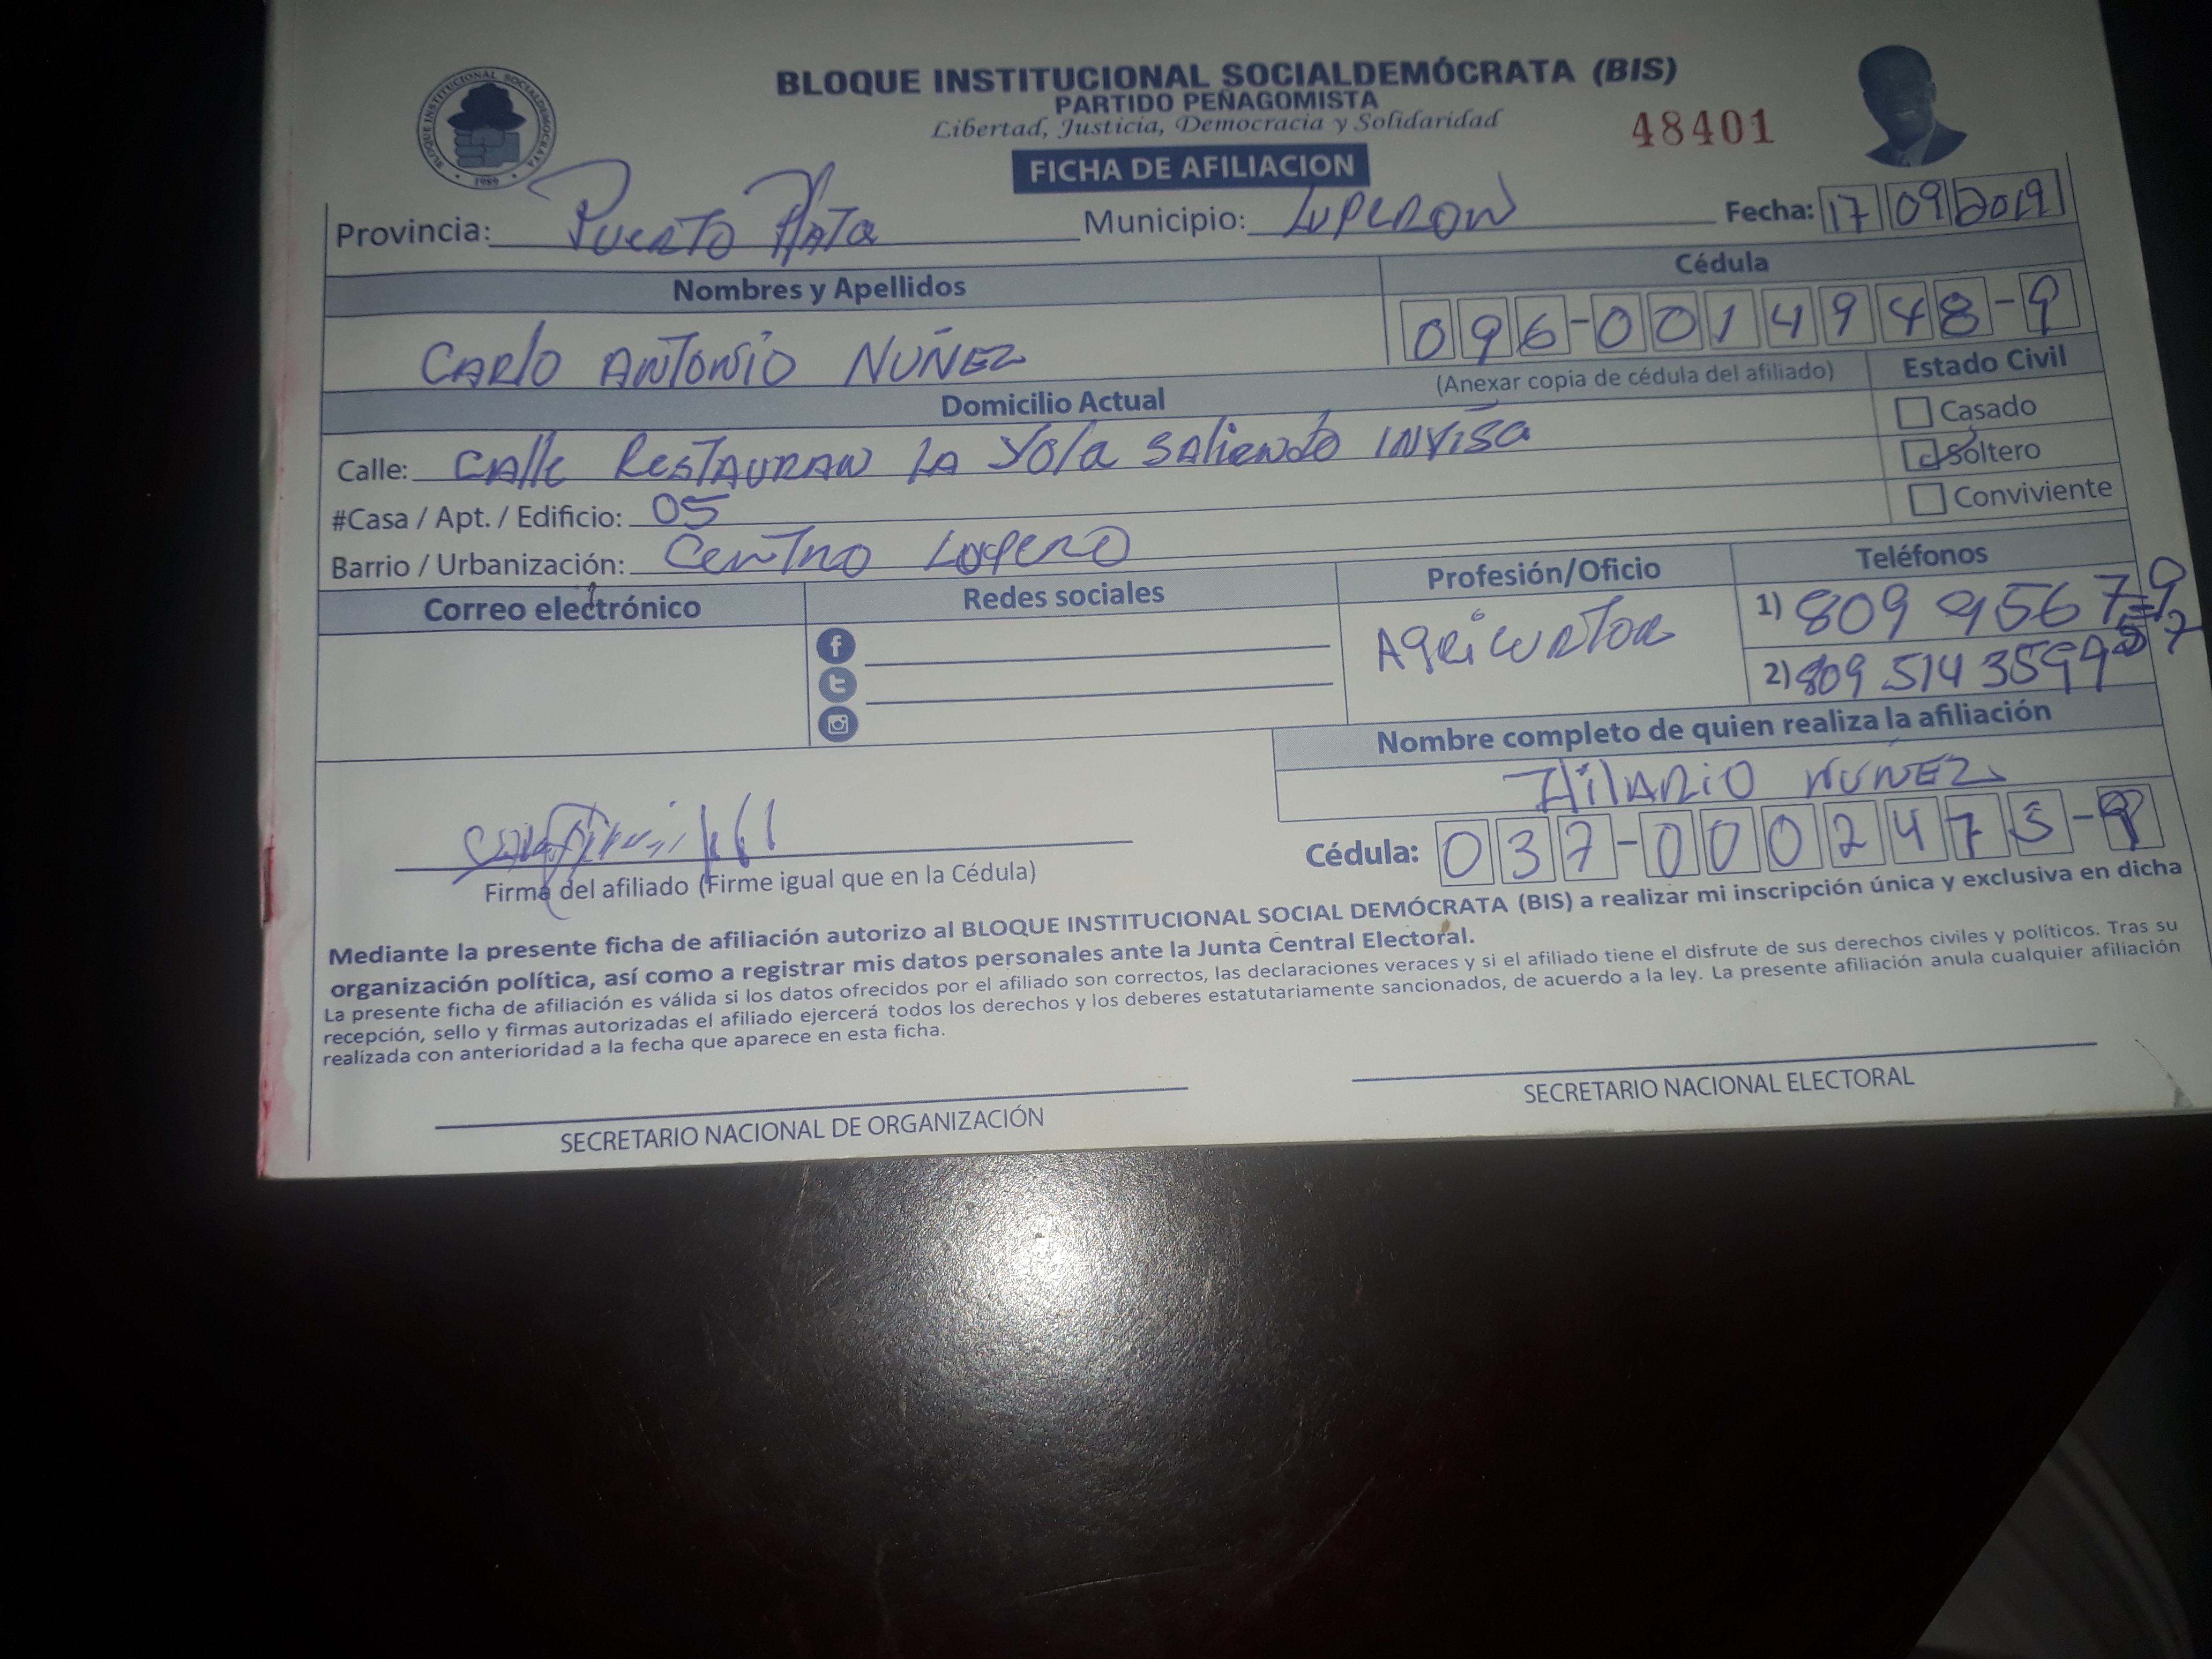 BLOQUE INSTITUCIONAL SOCIALDEMÓCRATA (BIS)
PARTIDO PEÑAGOMISTA
Libertad, Justicia, Democracia y Solidaridad
48401
BLOQUE INSTITUCIONAL SOCIALDEMOCRATA
1989
FICHA DE AFILIACION
Provincia: PUERTO PLATA Municipio: LUPERON Fecha: 17 09 2019
Nombres y Apellidos Cédula
CARLO ANTONIO NUÑEZ 096-0014948-9
(Anexar copia de cédula del afiliado) Estado Civil
Domicilio Actual
Casado
Calle: CAlle RESTAURAN LA Yola SAliENDO
Soltero
#Casa / Apt. / Edificio: 05
Conviviente
Barrio / Urbanización: CENTRO
Correo electrónico Redes sociales Profesión/Oficio Teléfonos
1) 809 9567
2) 809 514 3599
Nombre completo de quien realiza la afiliación
HilARIO NUÑEZ
Cédula: 037-0002473-9
Firma del afiliado (Firme igual que en la Cédula)
Mediante la presente ficha de afiliación autorizo al BLOQUE INSTITUCIONAL SOCIAL DEMÓCRATA (BIS) a realizar mi inscripción única y exclusiva en dicha
organización política, así como a registrar mis datos personales ante la Junta Central Electoral.
La presente ficha de afiliación es válida si los datos ofrecidos por el afiliado son correctos, las declaraciones veraces y si el afiliado tiene el disfrute de sus derechos civiles y políticos. Tras su
recepción, sello y firmas autorizadas el afiliado ejercerá todos los derechos y los deberes estatutariamente sancionados, de acuerdo a la ley. La presente afiliación anula cualquier afiliación
realizada con anterioridad a la fecha que aparece en esta ficha.
SECRETARIO NACIONAL DE ORGANIZACIÓN
SECRETARIO NACIONAL ELECTORAL